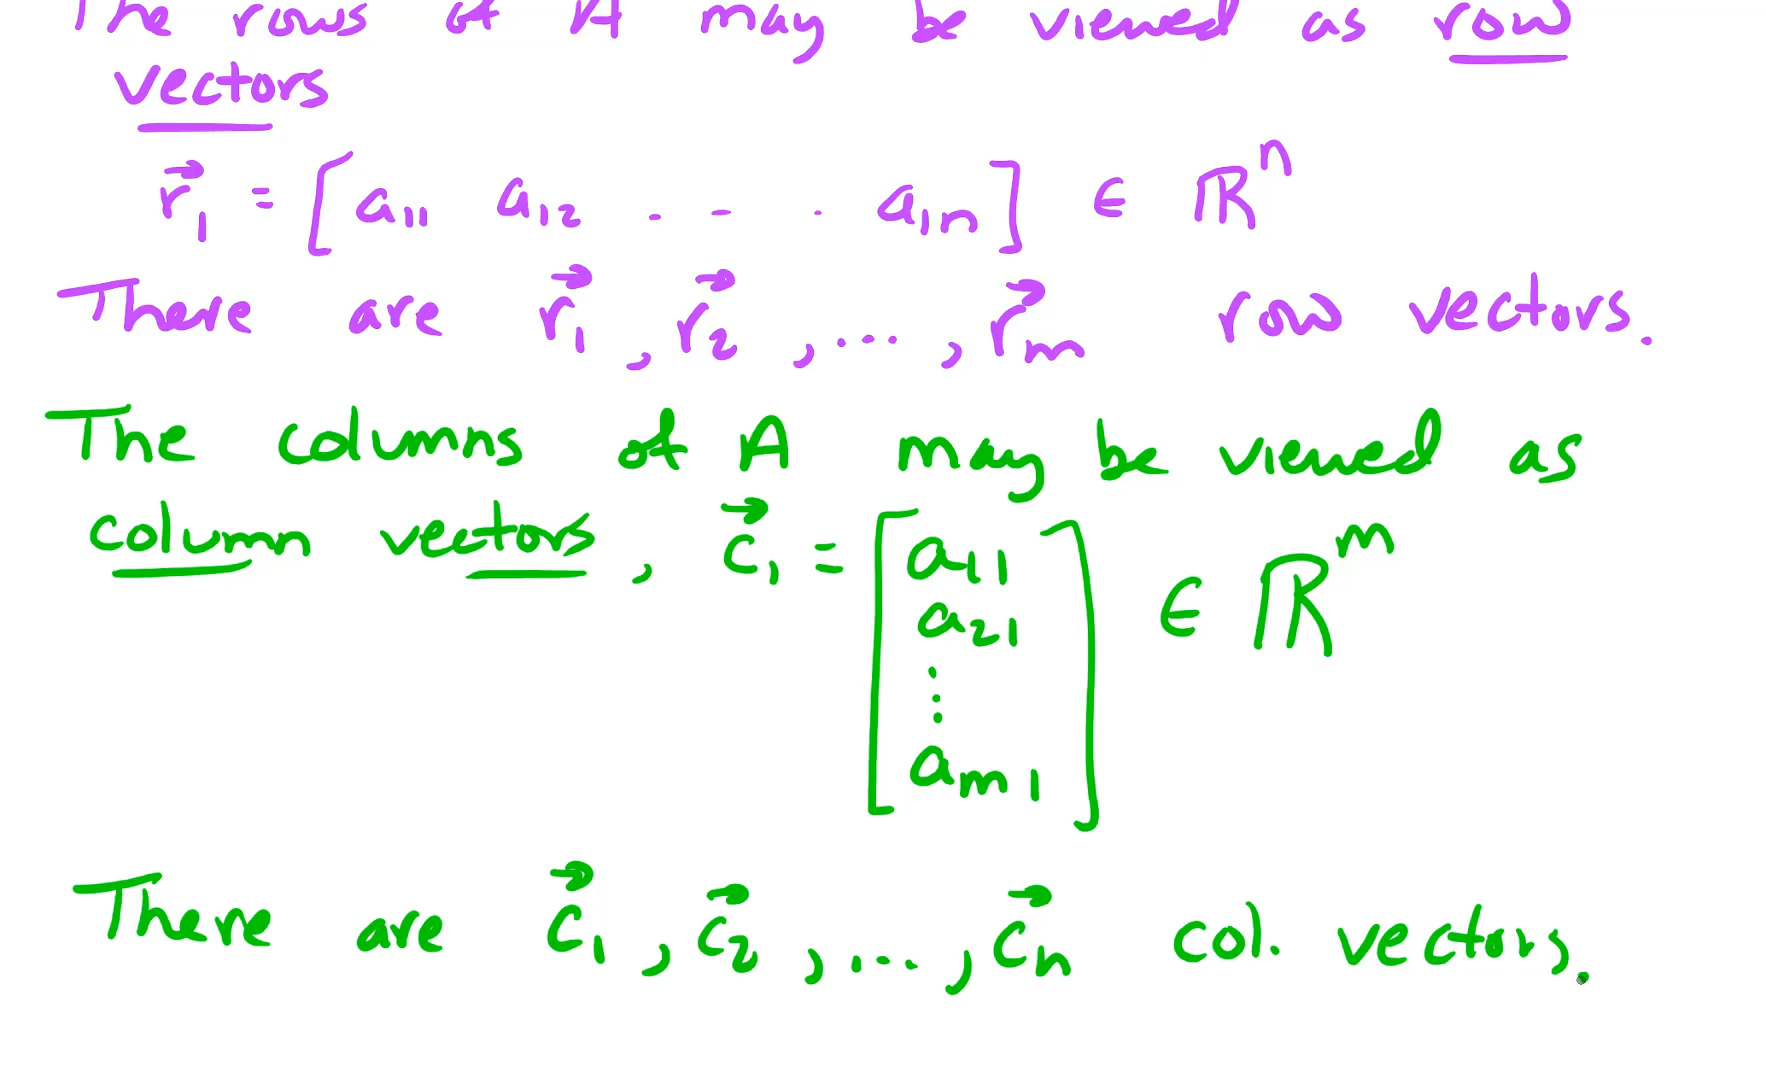 The rows of A may be viewed as row
vectors
r⃗₁ = [a₁₁ a₁₂ . . . a₁ₙ] ∈ ℝⁿ
There are r⃗₁, r⃗₂, ..., r⃗ₘ row vectors.
The columns of A may be viewed as
column vectors, c⃗₁ = [a₁₁
a₂₁
⋮
aₘ₁] ∈ ℝᵐ
There are c⃗₁, c⃗₂, ..., c⃗ₙ col. vectors.